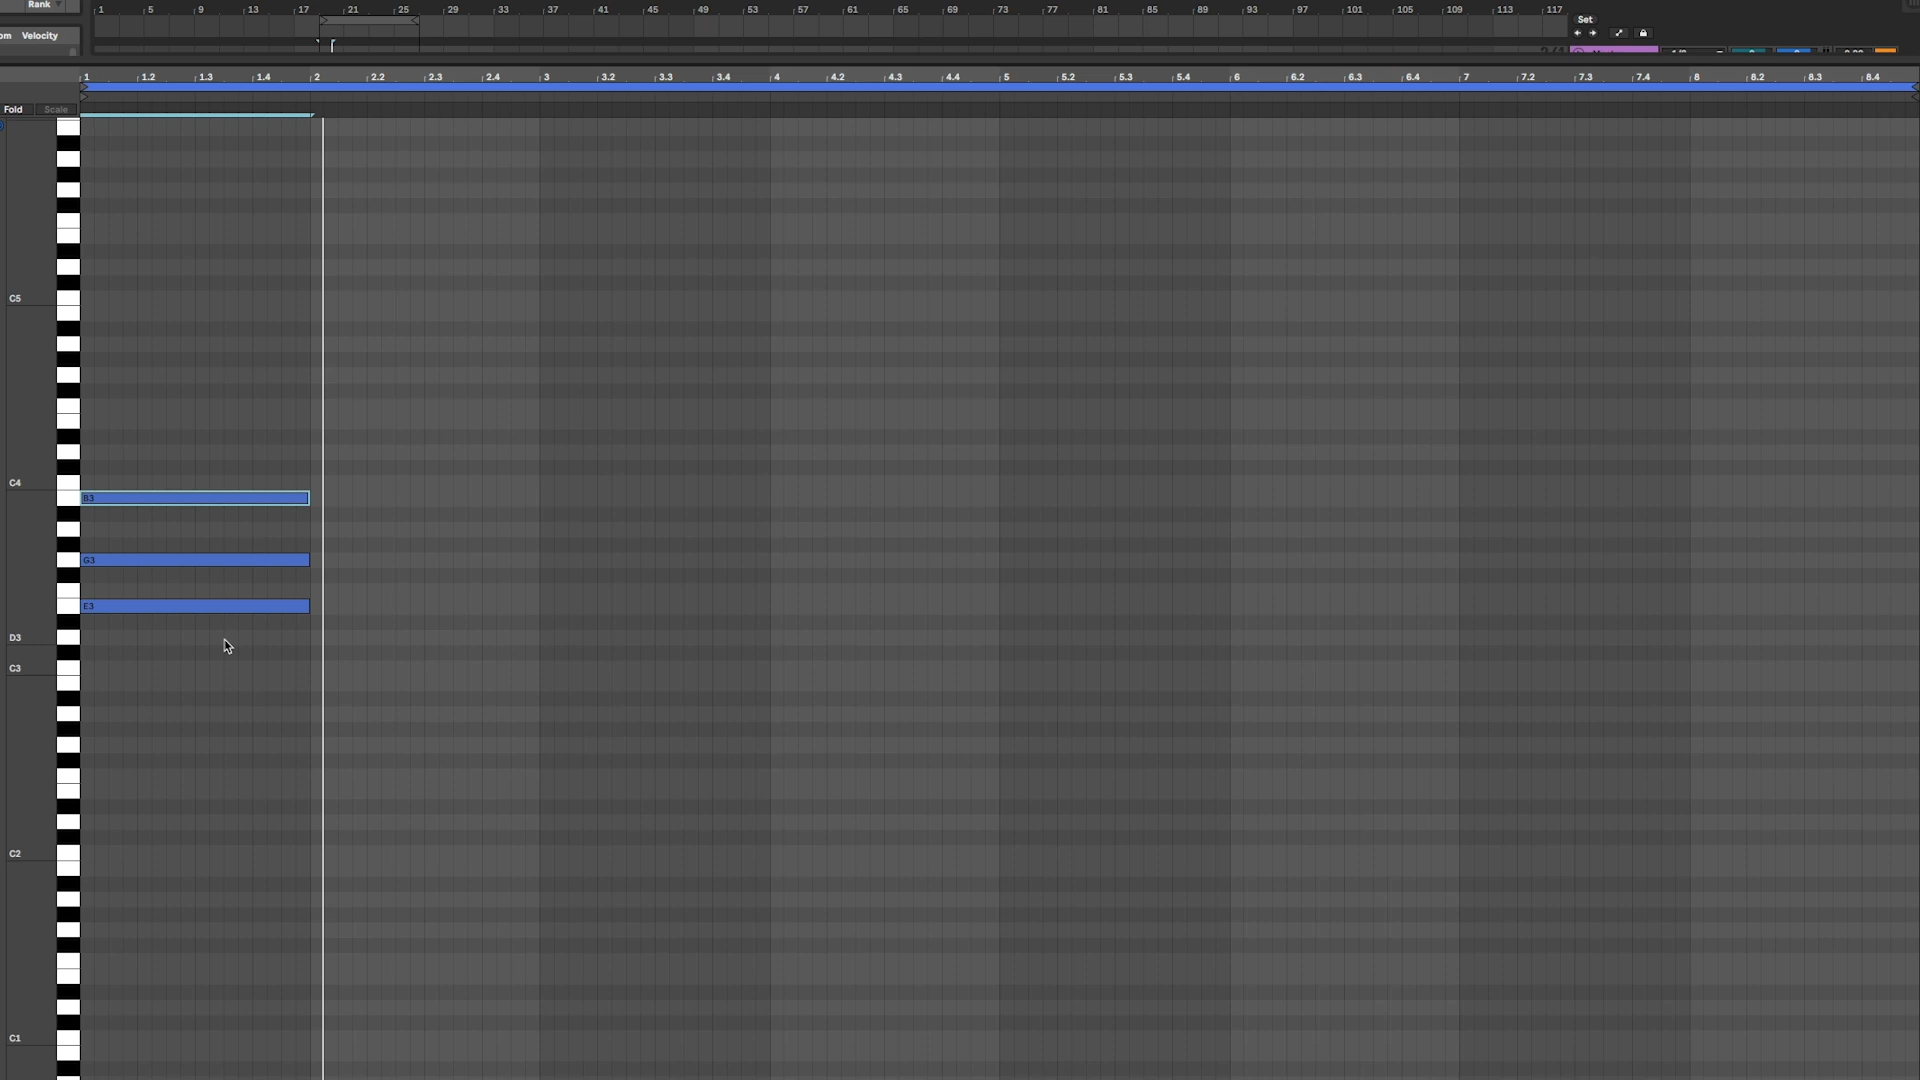 Rank
1 5 9 13 17 21 25 29 33 37 41 45 49 53 57 61 65 69 73 77 81 85 89 93 97 101 105 109 113 117
Set
om Velocity
1 1.2 1.3 1.4 2 2.2 2.3 2.4 3 3.2 3.3 3.4 4 4.2 4.3 4.4 5 5.2 5.3 5.4 6 6.2 6.3 6.4 7 7.2 7.3 7.4 8 8.2 8.3 8.4
Fold Scale
C5
C4
B3
G3
E3
D3
C3
C2
C1